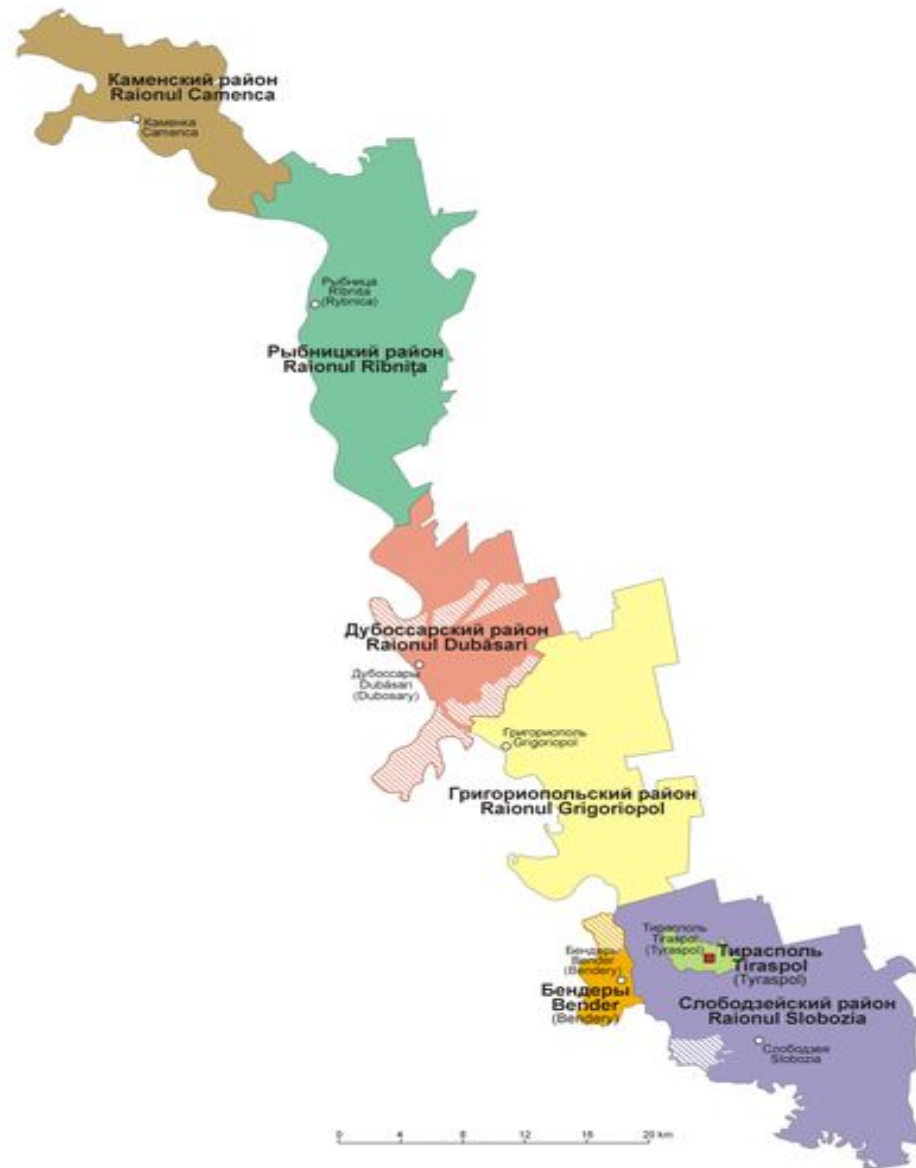 Каменский район
Raionul Camenca
Каменка
Camenca
Рыбница
Rîbnița
(Rybnica)
Рыбницкий район
Raionul Rîbnița
Дубоссарский район
Raionul Dubăsari
Дубоссары
Dubăsari
(Dubosary)
Григориополь
Grigoriopol
Григориопольский район
Raionul Grigoriopol
Тирасполь
Tiraspol
(Tyraspol)
Тирасполь
Tiraspol
(Tyraspol)
Бендеры
Bender
(Bendery)
Бендеры
Bender
(Bendery)
Слободзейский район
Raionul Slobozia
Слободзея
Slobozia
0 4 8 12 16 20 km